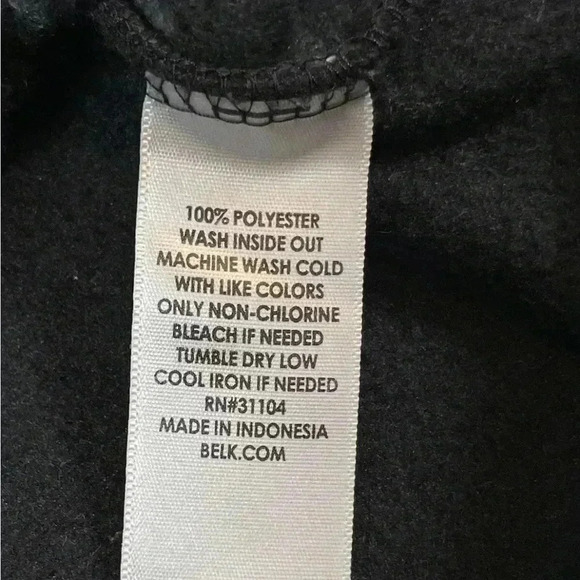 100% POLYESTER
WASH INSIDE OUT
MACHINE WASH COLD
WITH LIKE COLORS
ONLY NON-CHLORINE
BLEACH IF NEEDED
TUMBLE DRY LOW
COOL IRON IF NEEDED
RN#31104
MADE IN INDONESIA
BELK.COM